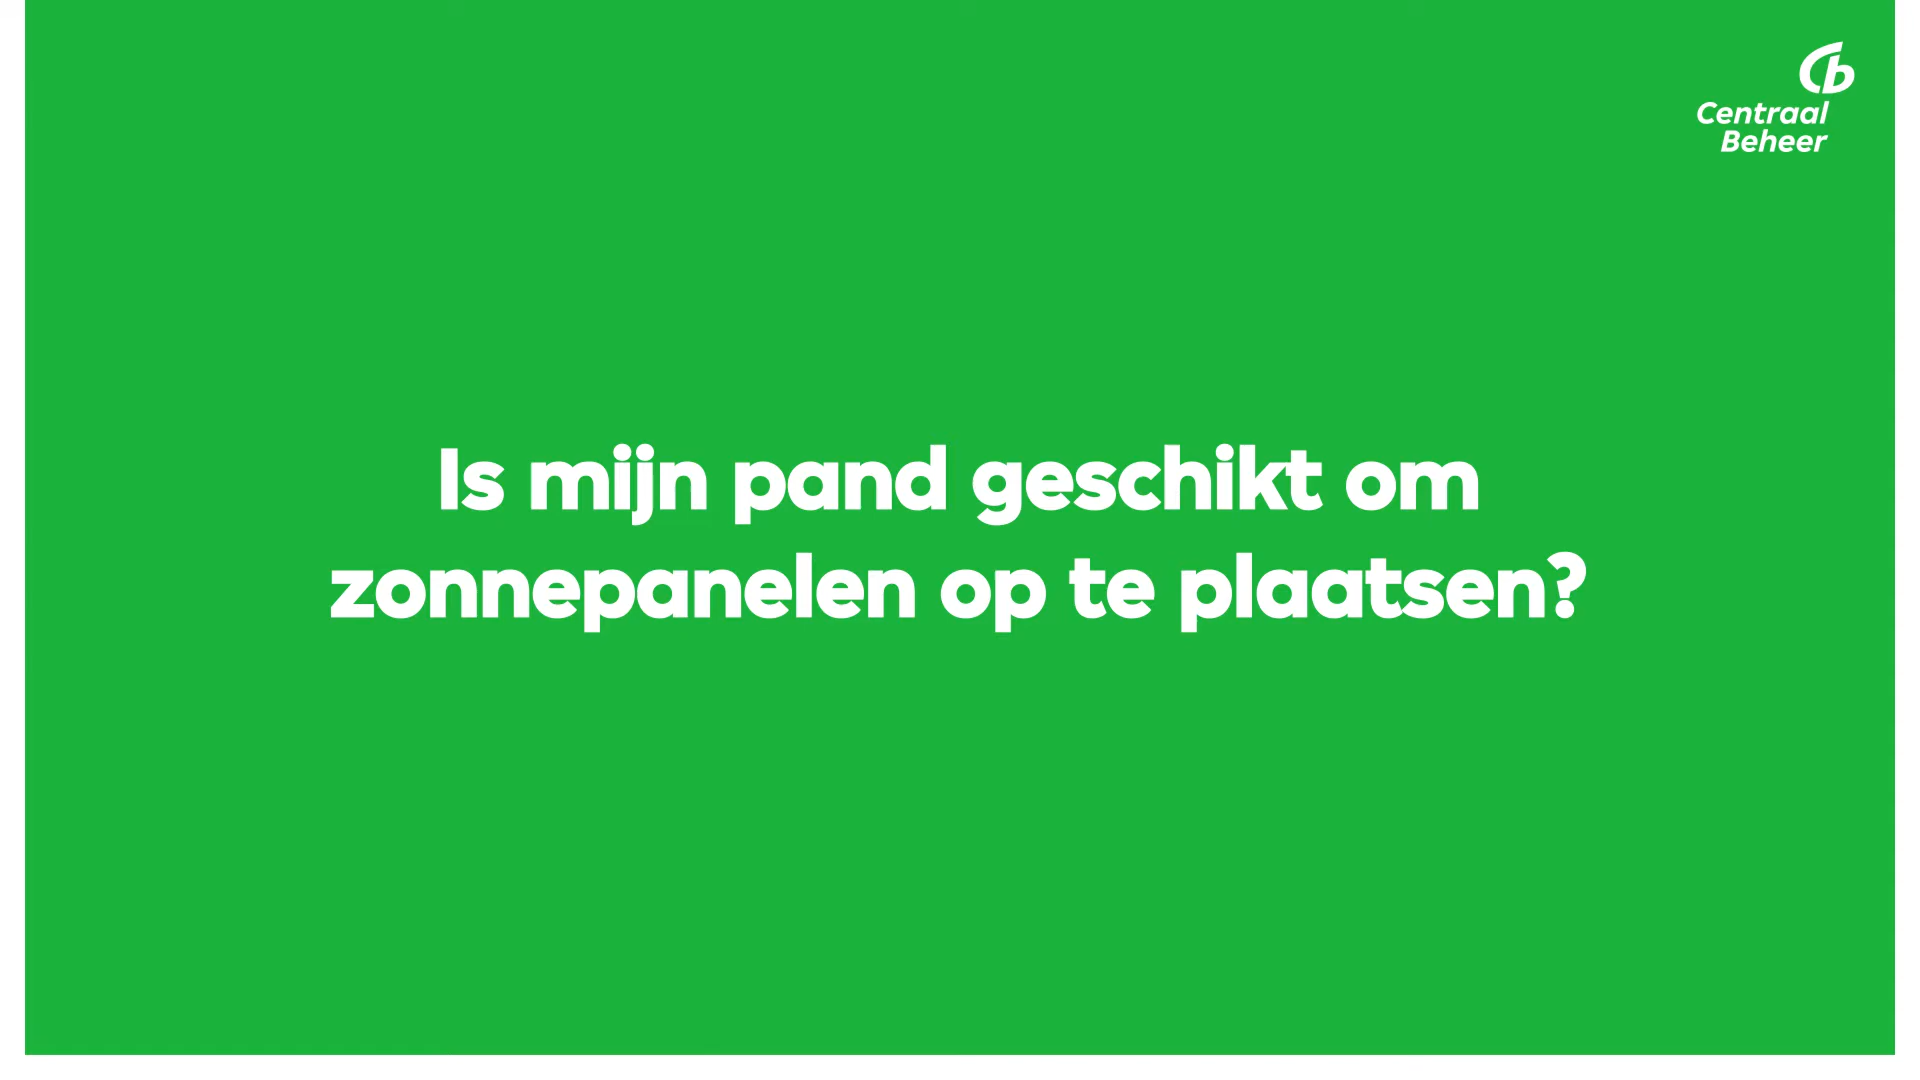 Centraal
Beheer
Is mijn pand geschikt om
zonnepanelen op te plaatsen?